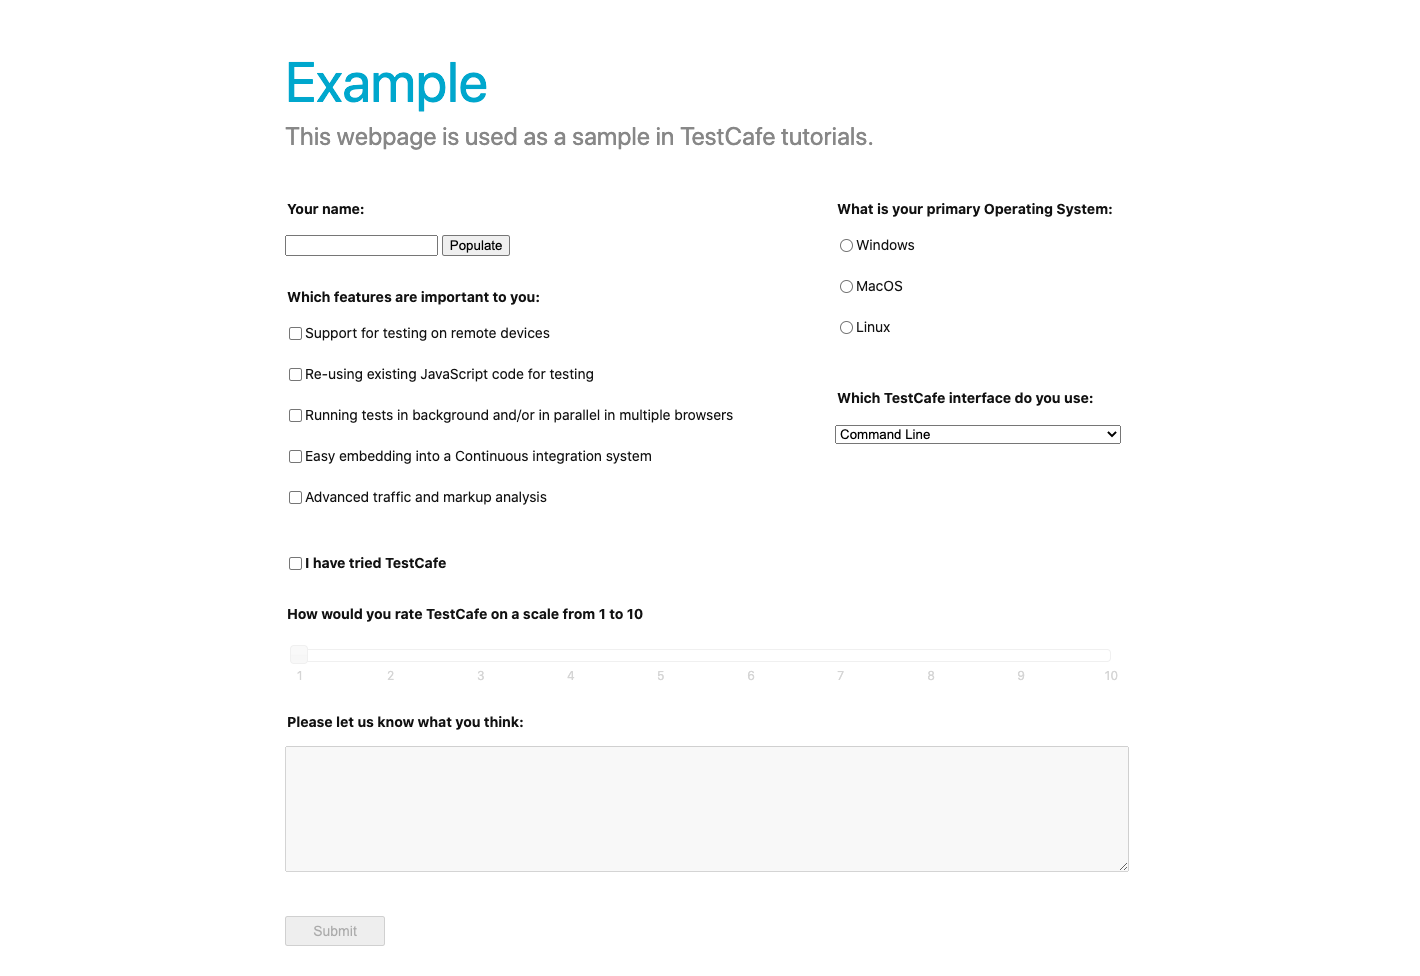 Example
This webpage is used as a sample in TestCafe tutorials.
Your name:
Populate
Which features are important to you:
Support for testing on remote devices
Re-using existing JavaScript code for testing
Running tests in background and/or in parallel in multiple browsers
Easy embedding into a Continuous integration system
Advanced traffic and markup analysis
What is your primary Operating System:
Windows
MacOS
Linux
Which TestCafe interface do you use:
Command Line
I have tried TestCafe
How would you rate TestCafe on a scale from 1 to 10
1 2 3 4 5 6 7 8 9 10
Please let us know what you think:
Submit